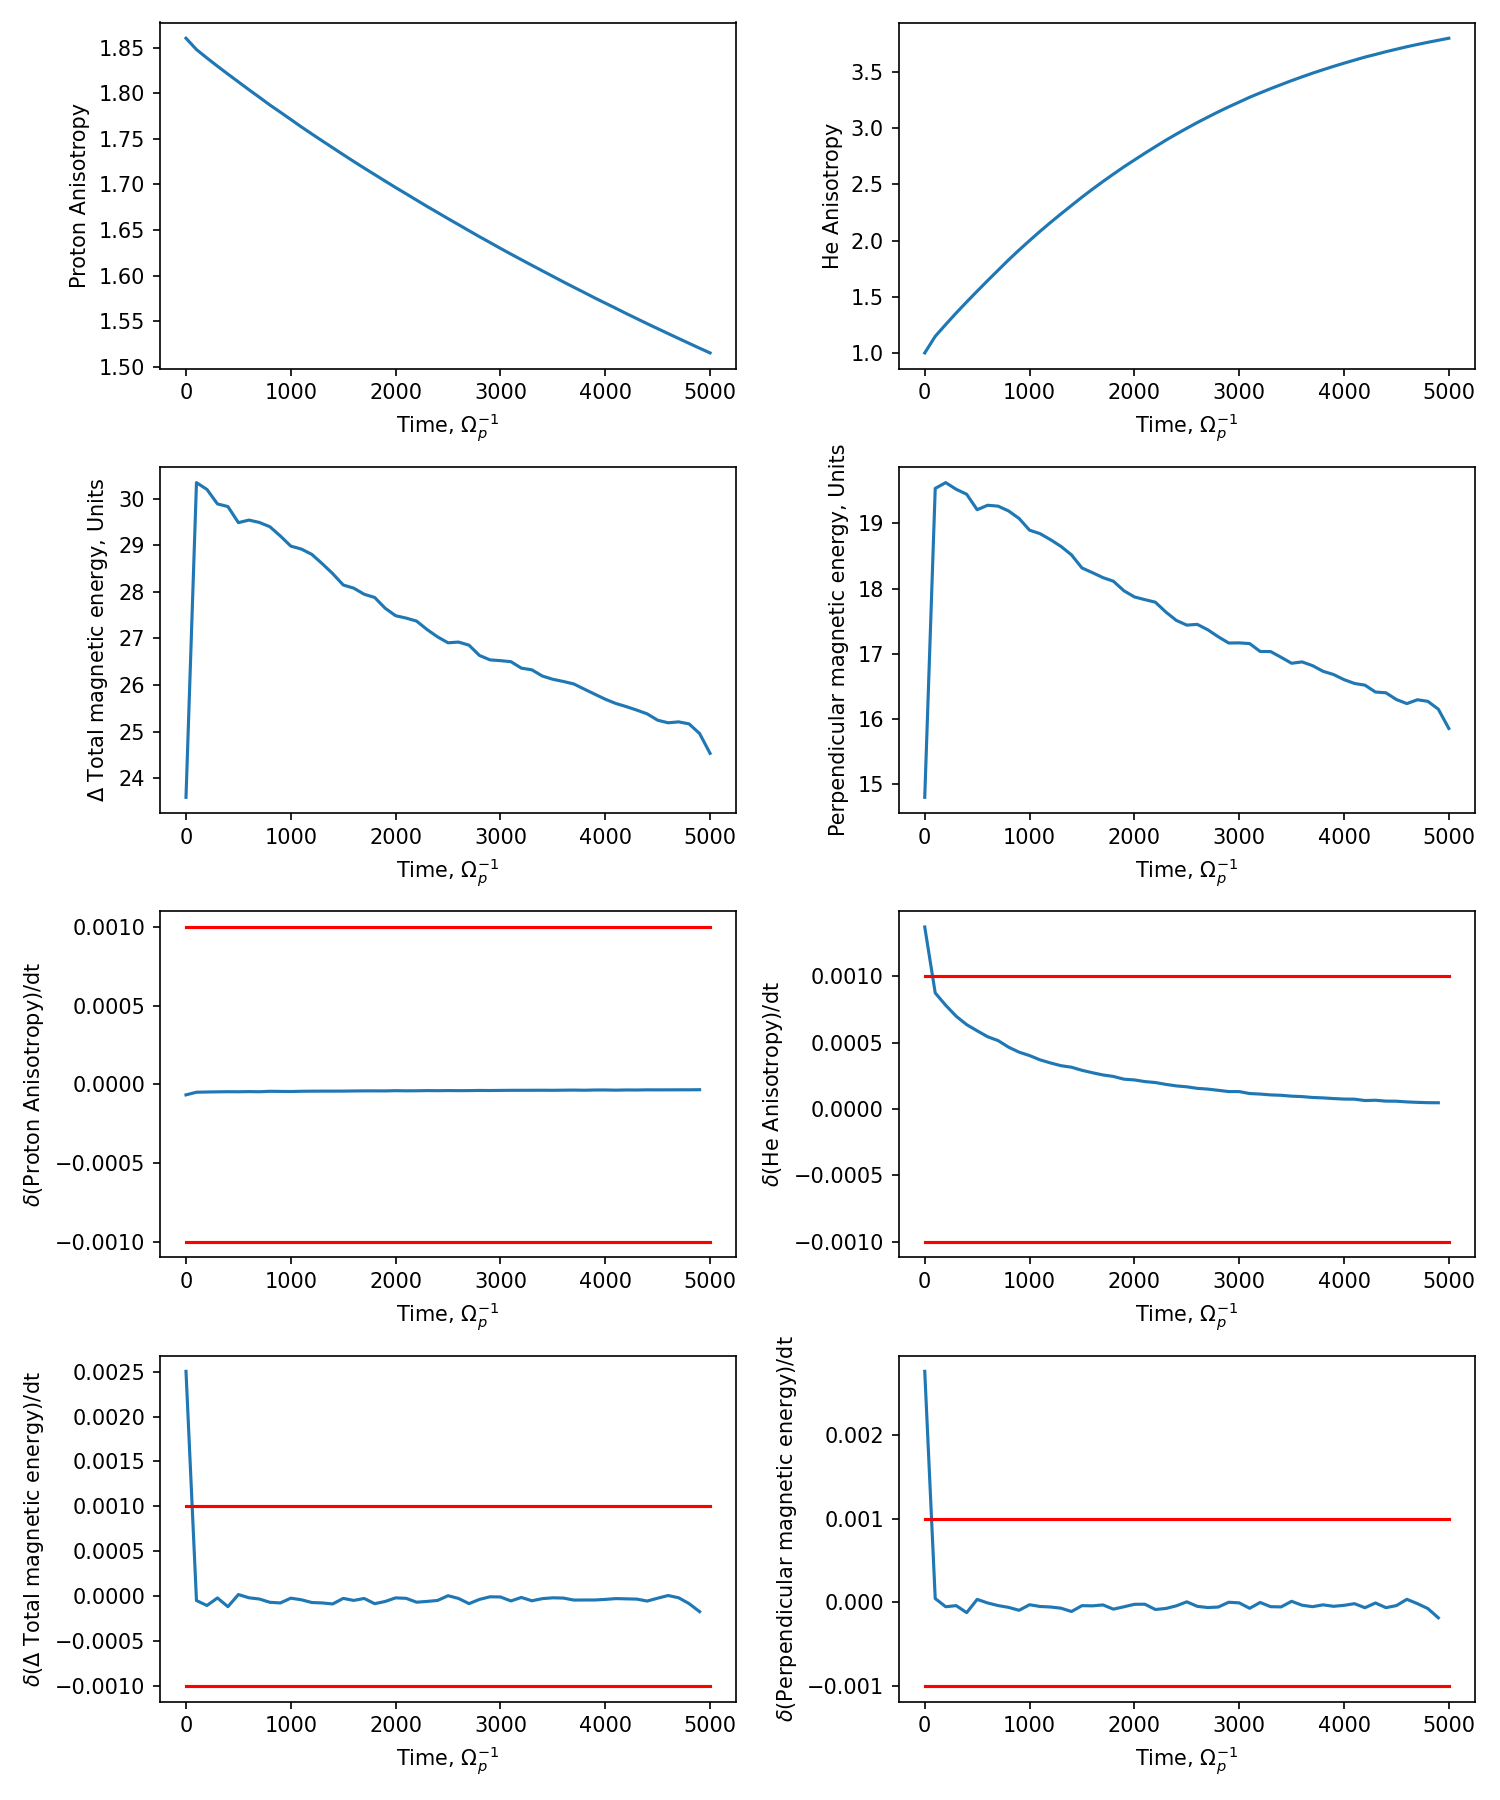 Proton Anisotropy
1.85
1.80
1.75
1.70
1.65
1.60
1.55
1.50
0 1000 2000 3000 4000 5000
Time, Ω_p^{-1}
He Anisotropy
3.5
3.0
2.5
2.0
1.5
1.0
0 1000 2000 3000 4000 5000
Time, Ω_p^{-1}
Δ Total magnetic energy, Units
30
29
28
27
26
25
24
0 1000 2000 3000 4000 5000
Time, Ω_p^{-1}
Perpendicular magnetic energy, Units
19
18
17
16
15
0 1000 2000 3000 4000 5000
Time, Ω_p^{-1}
δ(Proton Anisotropy)/dt
0.0010
0.0005
0.0000
−0.0005
−0.0010
0 1000 2000 3000 4000 5000
Time, Ω_p^{-1}
δ(He Anisotropy)/dt
0.0010
0.0005
0.0000
−0.0005
−0.0010
0 1000 2000 3000 4000 5000
Time, Ω_p^{-1}
δ(Δ Total magnetic energy)/dt
0.0025
0.0020
0.0015
0.0010
0.0005
0.0000
−0.0005
−0.0010
0 1000 2000 3000 4000 5000
Time, Ω_p^{-1}
δ(Perpendicular magnetic energy)/dt
0.002
0.001
0.000
−0.001
0 1000 2000 3000 4000 5000
Time, Ω_p^{-1}